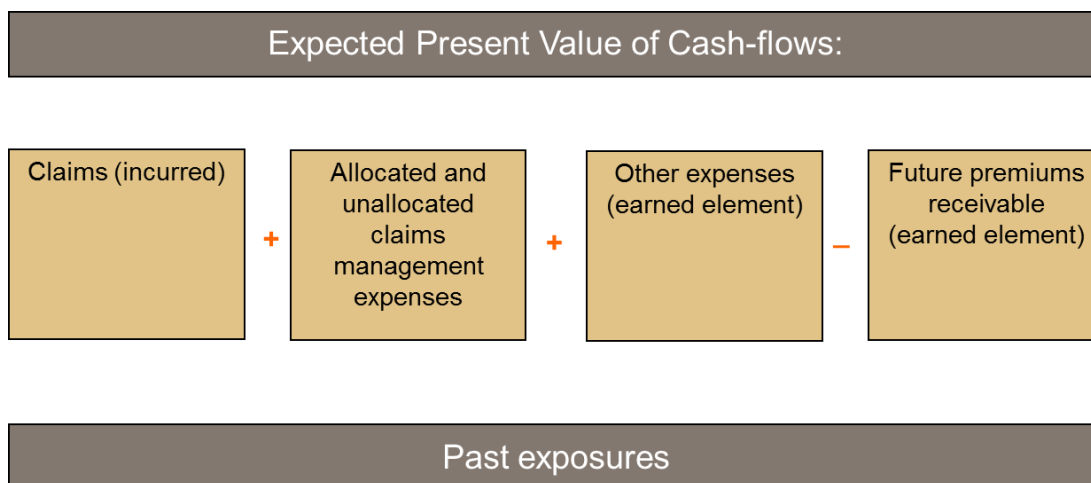 Expected Present Value of Cash-flows:
Claims (incurred)
+
Allocated and
unallocated
claims
management
expenses
+
Other expenses
(earned element)
–
Future premiums
receivable
(earned element)
Past exposures